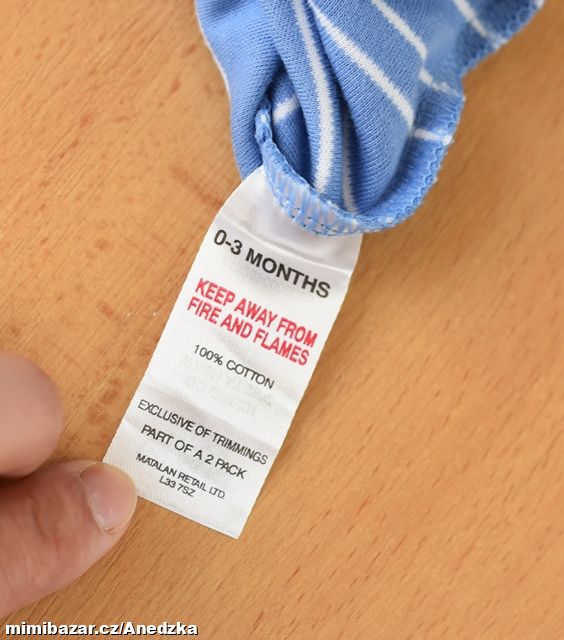 0-3 MONTHS
KEEP AWAY FROM
FIRE AND FLAMES
100% COTTON
EXCLUSIVE OF TRIMMINGS
PART OF A 2 PACK
MATALAN RETAIL LTD.
L33 7SZ
mimibazar.cz/Anedzka